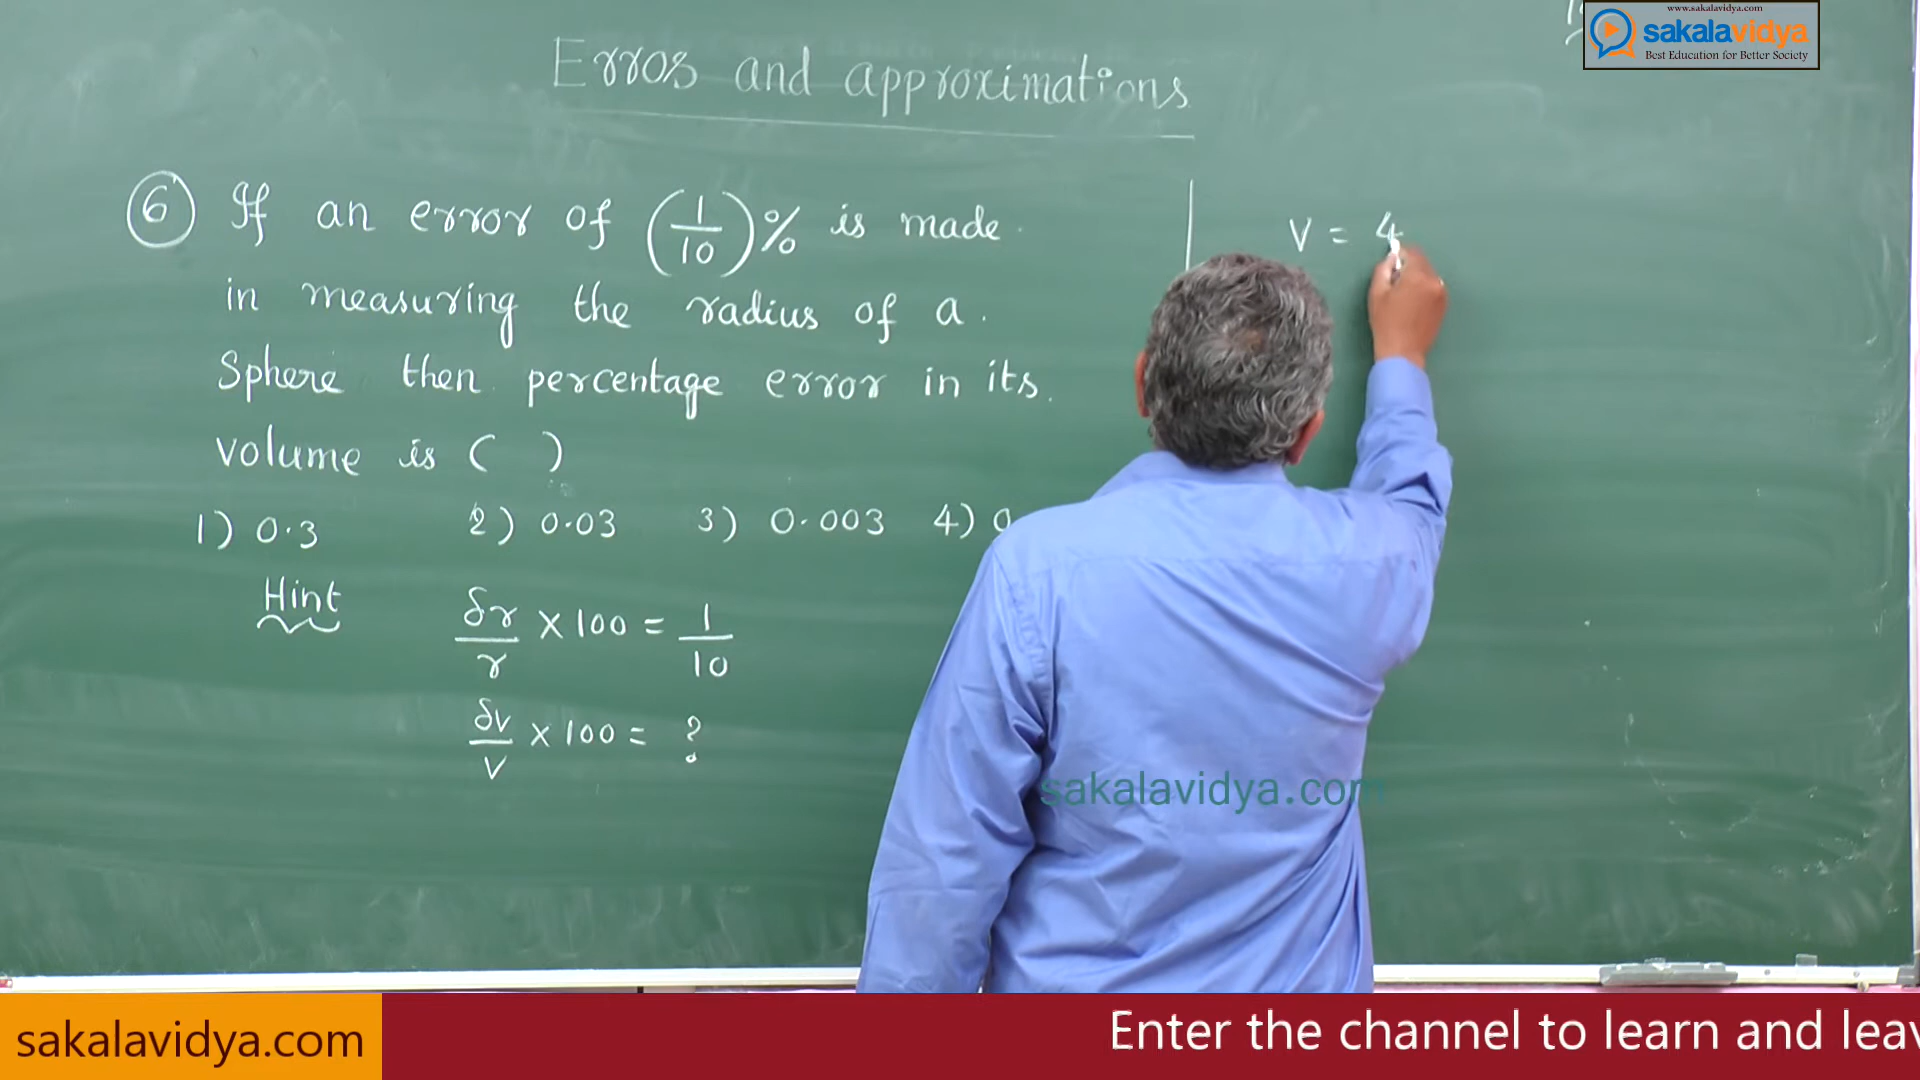 www.sakalavidya.com
sakalavidya
Best Education for Better Society
Erros and approximations
6 If an error of (1/10)% is made
in measuring the radius of a
Sphere then percentage error in its
volume is ( )
1) 0.3 2) 0.03 3) 0.003 4) 0
Hint δr/r × 100 = 1/10
δv/v × 100 = ?
V = 4
sakalavidya.com
sakalavidya.com
Enter the channel to learn and